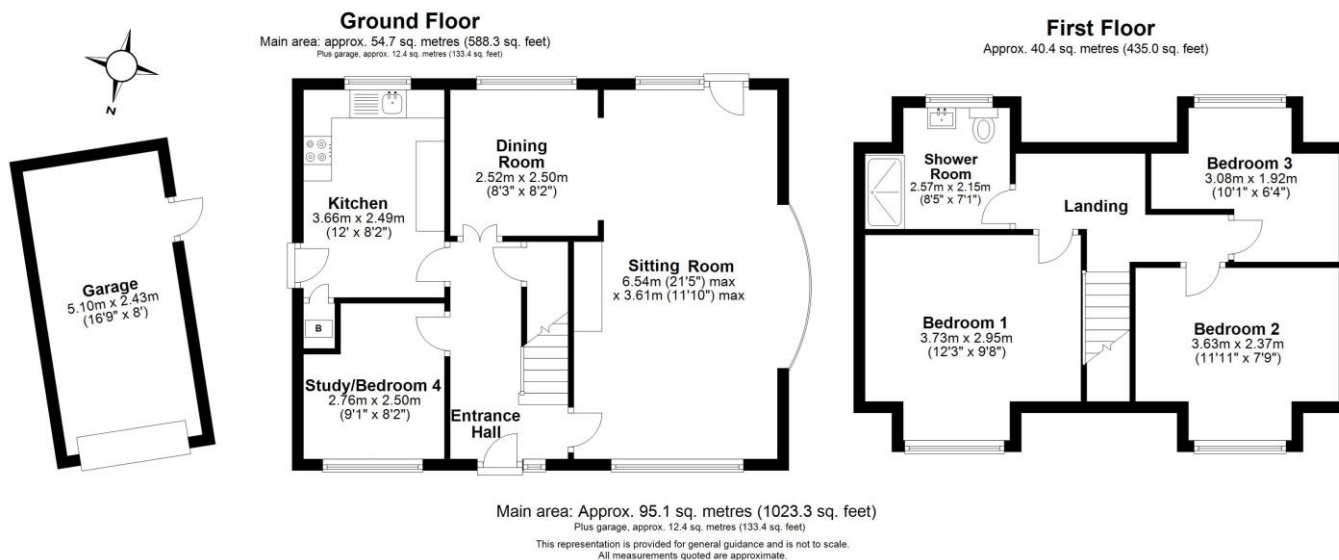 Ground Floor
Main area: approx. 54.7 sq. metres (588.3 sq. feet)
Plus garage, approx. 12.4 sq. metres (133.4 sq. feet)
First Floor
Approx. 40.4 sq. metres (435.0 sq. feet)
N
Garage
5.10m x 2.43m
(16'9" x 8')
Kitchen
3.66m x 2.49m
(12' x 8'2")
Dining
Room
2.52m x 2.50m
(8'3" x 8'2")
Sitting Room
6.54m (21'5") max
x 3.61m (11'10") max
B
Study/Bedroom 4
2.76m x 2.50m
(9'1" x 8'2")
Entrance
Hall
Shower
Room
2.57m x 2.15m
(8'5" x 7'1")
Landing
Bedroom 3
3.08m x 1.92m
(10'1" x 6'4")
Bedroom 1
3.73m x 2.95m
(12'3" x 9'8")
Bedroom 2
3.63m x 2.37m
(11'11" x 7'9")
Main area: Approx. 95.1 sq. metres (1023.3 sq. feet)
Plus garage, approx. 12.4 sq. metres (133.4 sq. feet)
This representation is provided for general guidance and is not to scale.
All measurements quoted are approximate.